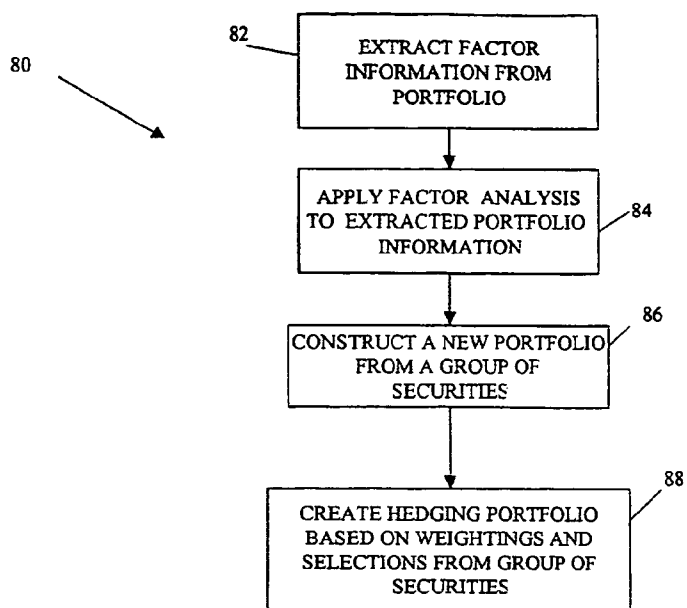 82
EXTRACT FACTOR
INFORMATION FROM
PORTFOLIO
80
APPLY FACTOR ANALYSIS
TO EXTRACTED PORTFOLIO
INFORMATION
84
86
CONSTRUCT A NEW PORTFOLIO
FROM A GROUP OF
SECURITIES
88
CREATE HEDGING PORTFOLIO
BASED ON WEIGHTINGS AND
SELECTIONS FROM GROUP OF
SECURITIES